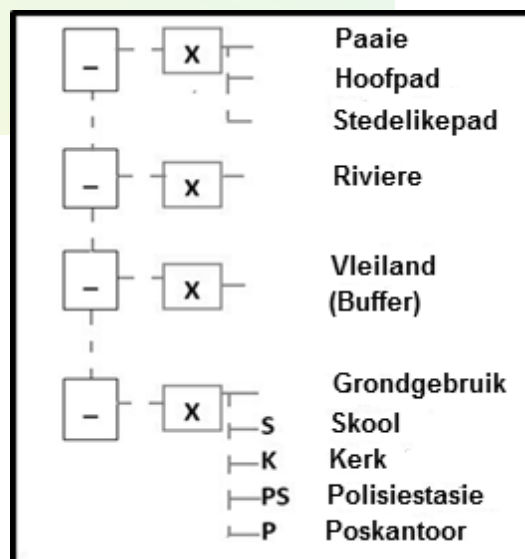 – X Paaie
Hoofpad
Stedelikepad
– X Riviere
– X Vleiland
(Buffer)
– X Grondgebruik
S Skool
K Kerk
PS Polisiestasie
P Poskantoor